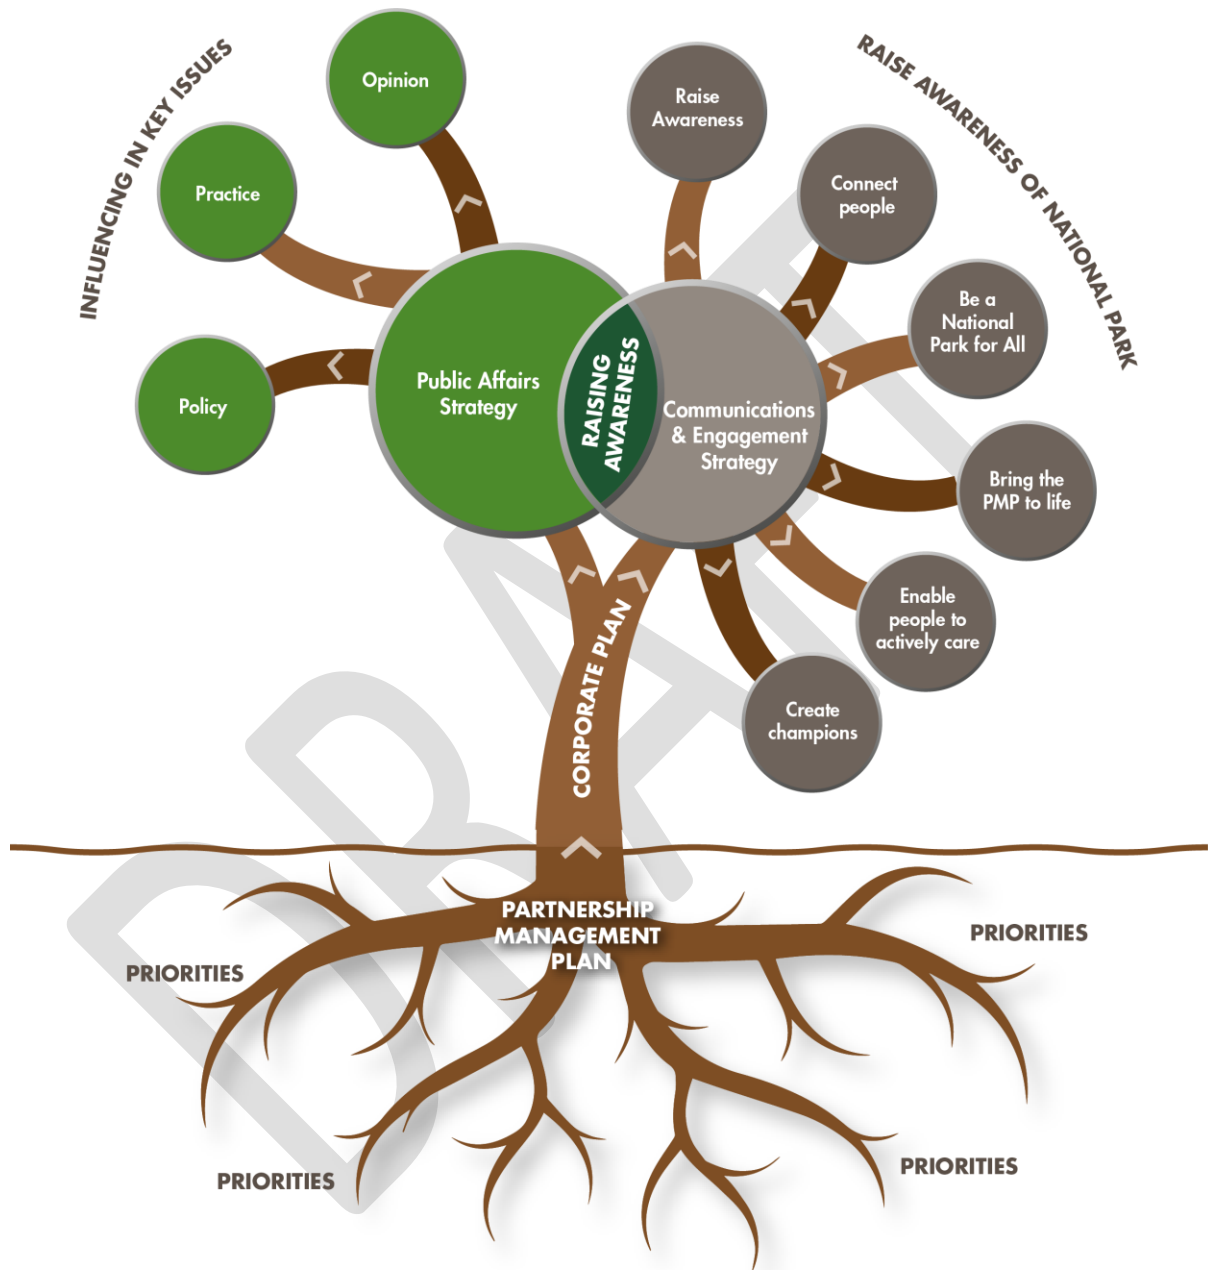 INFLUENCING IN KEY ISSUES
RAISE AWARENESS OF NATIONAL PARK
Opinion
Practice
Policy
Raise
Awareness
Connect
people
Be a
National
Park for All
Bring the
PMP to life
Enable
people to
actively care
Create
champions
Public Affairs
Strategy
RAISING
AWARENESS
Communications
& Engagement
Strategy
CORPORATE PLAN
PARTNERSHIP
MANAGEMENT
PLAN
PRIORITIES
PRIORITIES
PRIORITIES
PRIORITIES
DRAFT